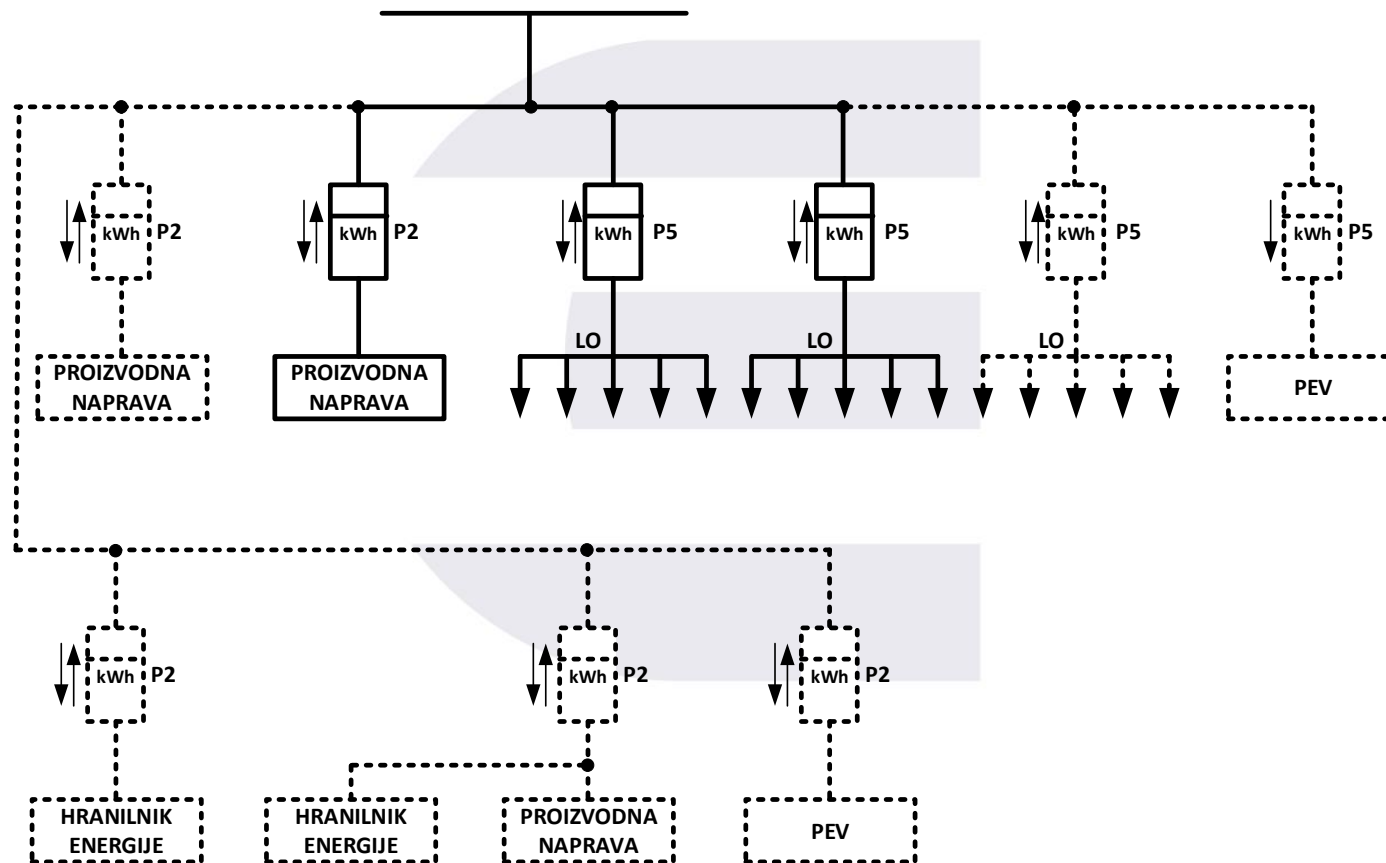 kWh P2
kWh P2
kWh P5
kWh P5
kWh P5
kWh P5
LO
LO
LO
PROIZVODNA
NAPRAVA
PROIZVODNA
NAPRAVA
PEV
kWh P2
kWh P2
kWh P2
HRANILNIK
ENERGIJE
HRANILNIK
ENERGIJE
PROIZVODNA
NAPRAVA
PEV